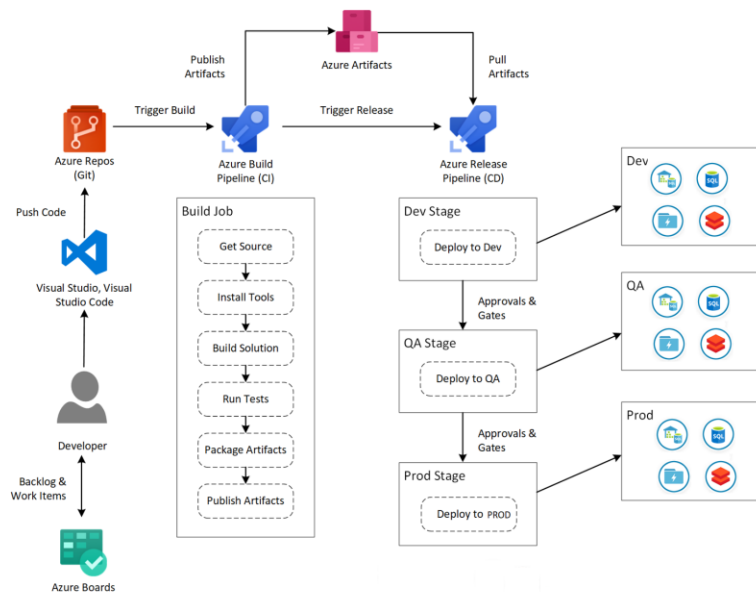 Publish
Artifacts
Azure Artifacts
Pull
Artifacts
Trigger Build
Trigger Release
Azure Repos
(Git)
Azure Build
Pipeline (CI)
Azure Release
Pipeline (CD)
Push Code
Visual Studio, Visual
Studio Code
Developer
Backlog &
Work Items
Azure Boards
Build Job
Get Source
Install Tools
Build Solution
Run Tests
Package Artifacts
Publish Artifacts
Dev Stage
Deploy to Dev
Approvals &
Gates
QA Stage
Deploy to QA
Approvals &
Gates
Prod Stage
Deploy to PROD
Dev
SQL
QA
SQL
Prod
SQL